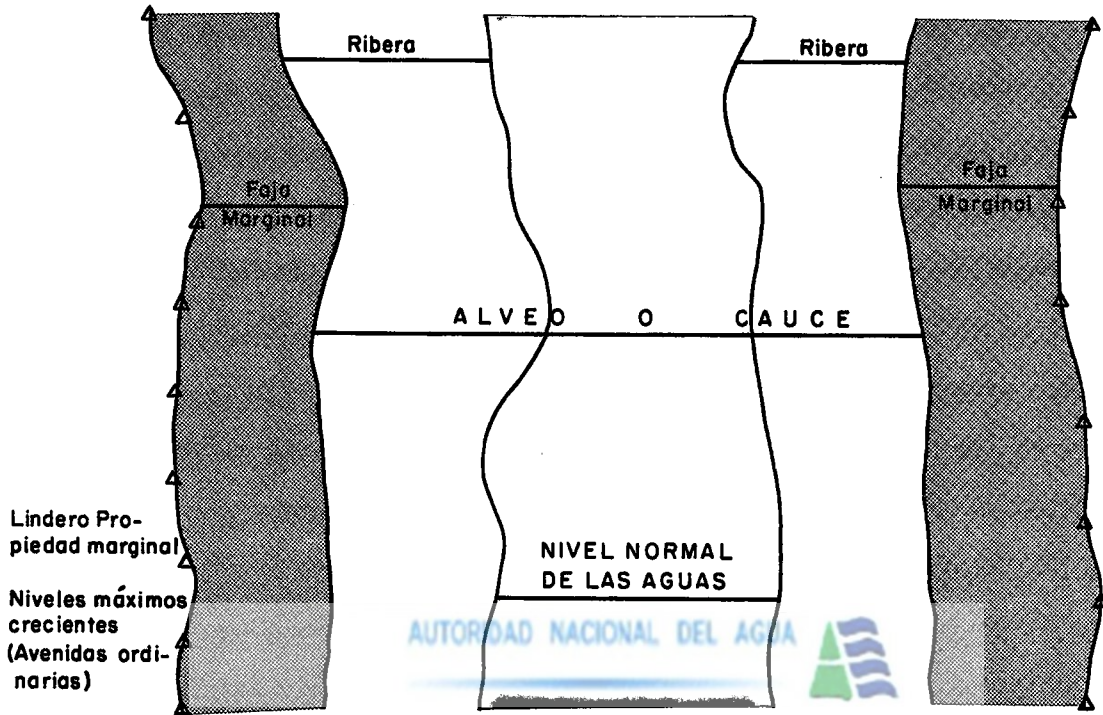 Ribera
Ribera
Faja
Marginal
Faja
Marginal
ALVEO O CAUCE
Lindero Pro-
piedad marginal
NIVEL NORMAL
DE LAS AGUAS
Niveles máximos
crecientes
(Avenidas ordi-
narias)
AUTORIDAD NACIONAL DEL AGUA